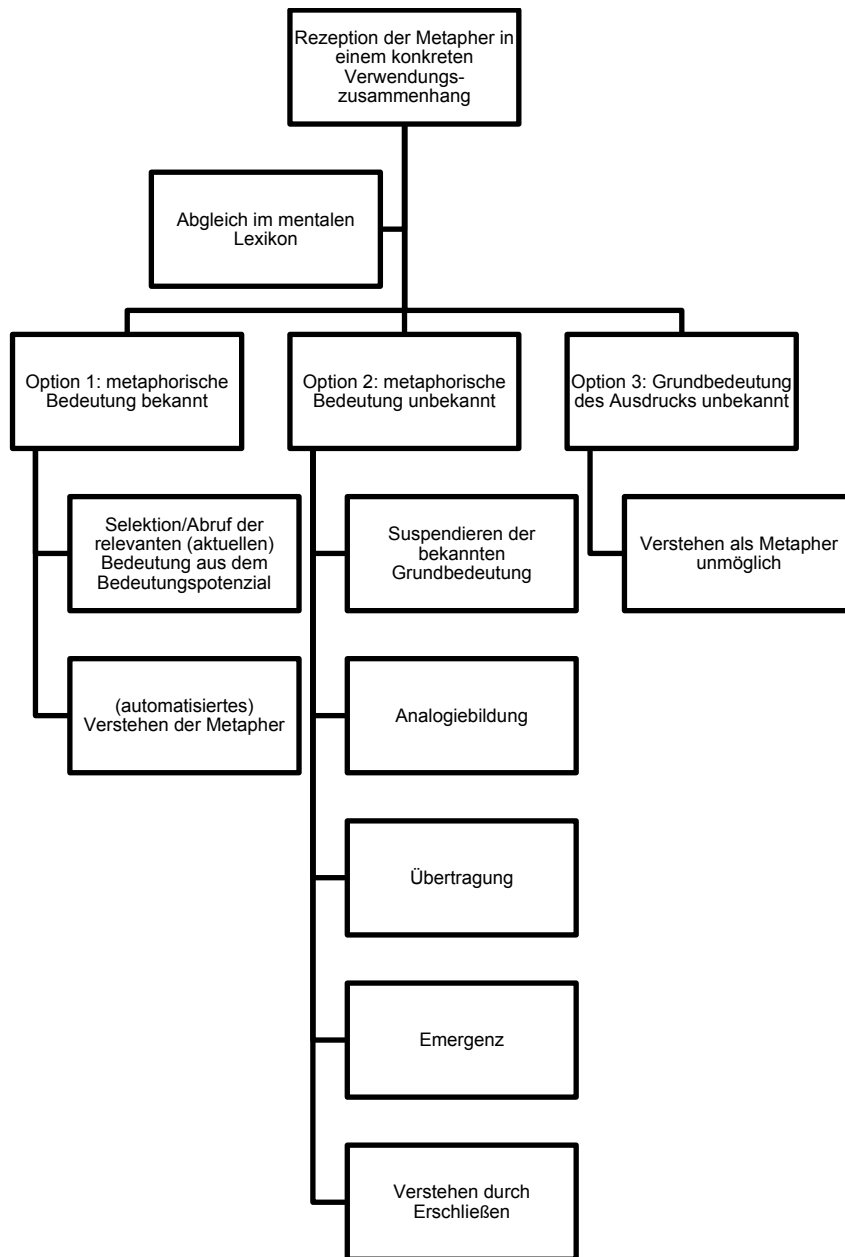 Rezeption der Metapher in
einem konkreten
Verwendungs-
zusammenhang
Abgleich im mentalen
Lexikon
Option 1: metaphorische
Bedeutung bekannt
Option 2: metaphorische
Bedeutung unbekannt
Option 3: Grundbedeutung
des Ausdrucks unbekannt
Selektion/Abruf der
relevanten (aktuellen)
Bedeutung aus dem
Bedeutungspotenzial
Suspendieren der
bekannten
Grundbedeutung
Verstehen als Metapher
unmöglich
(automatisiertes)
Verstehen der Metapher
Analogiebildung
Übertragung
Emergenz
Verstehen durch
Erschließen